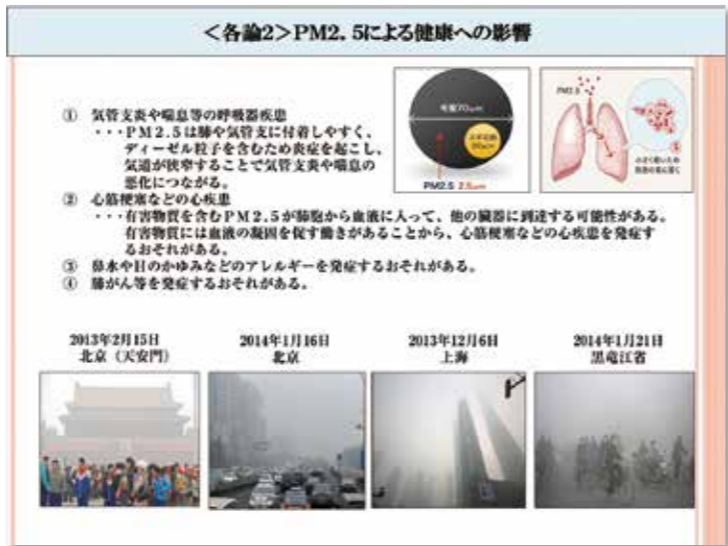 ＜各論2＞PM2．5による健康への影響
① 気管支炎や喘息等の呼吸器疾患
・・・PM2.5は肺や気管支に付着しやすく、
ディーゼル粒子を含むため炎症を起こし、
気道が狭窄することで気管支炎や喘息の
悪化につながる。
毛髪70μm
PM2.5 2.5μm
PM2.5
② 心筋梗塞などの心疾患
・・・有害物質を含むPM2.5が肺胞から血液に入って、他の臓器に到達する可能性がある。
有害物質には血液の凝固を促す働きがあることから、心筋梗塞などの心疾患を発症す
るおそれがある。
③ 鼻水や目のかゆみなどのアレルギーを発症するおそれがある。
④ 肺がん等を発症するおそれがある。
2013年2月15日
北京（天安門）
2014年1月16日
北京
2013年12月6日
上海
2014年1月21日
黒竜江省